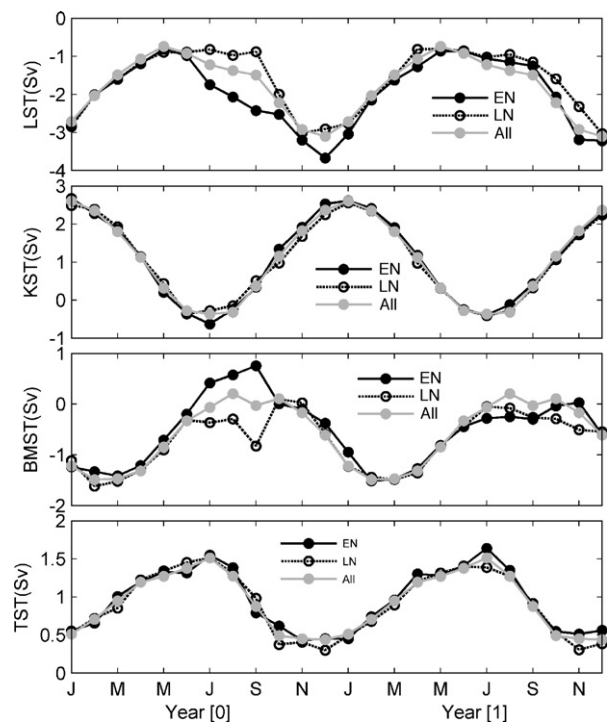 0
-1
-2
-3
-4
LST(Sv)
EN
LN
All
3
2
1
0
-1
KST(Sv)
EN
LN
All
1
0
-1
-2
BMST(Sv)
EN
LN
All
2
1.5
1
0.5
0
TST(Sv)
EN
LN
All
J M M J S N J M M J S N
Year [0] Year [1]